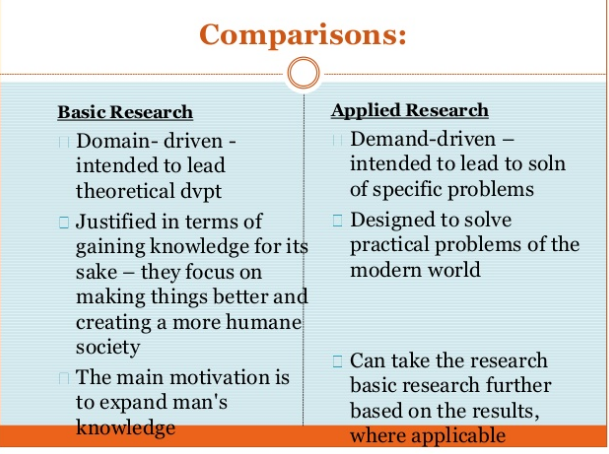 Comparisons:
Basic Research
Domain- driven -
intended to lead
theoretical dvpt
Justified in terms of
gaining knowledge for its
sake – they focus on
making things better and
creating a more humane
society
The main motivation is
to expand man's
knowledge
Applied Research
Demand-driven –
intended to lead to soln
of specific problems
Designed to solve
practical problems of the
modern world
Can take the research
basic research further
based on the results,
where applicable